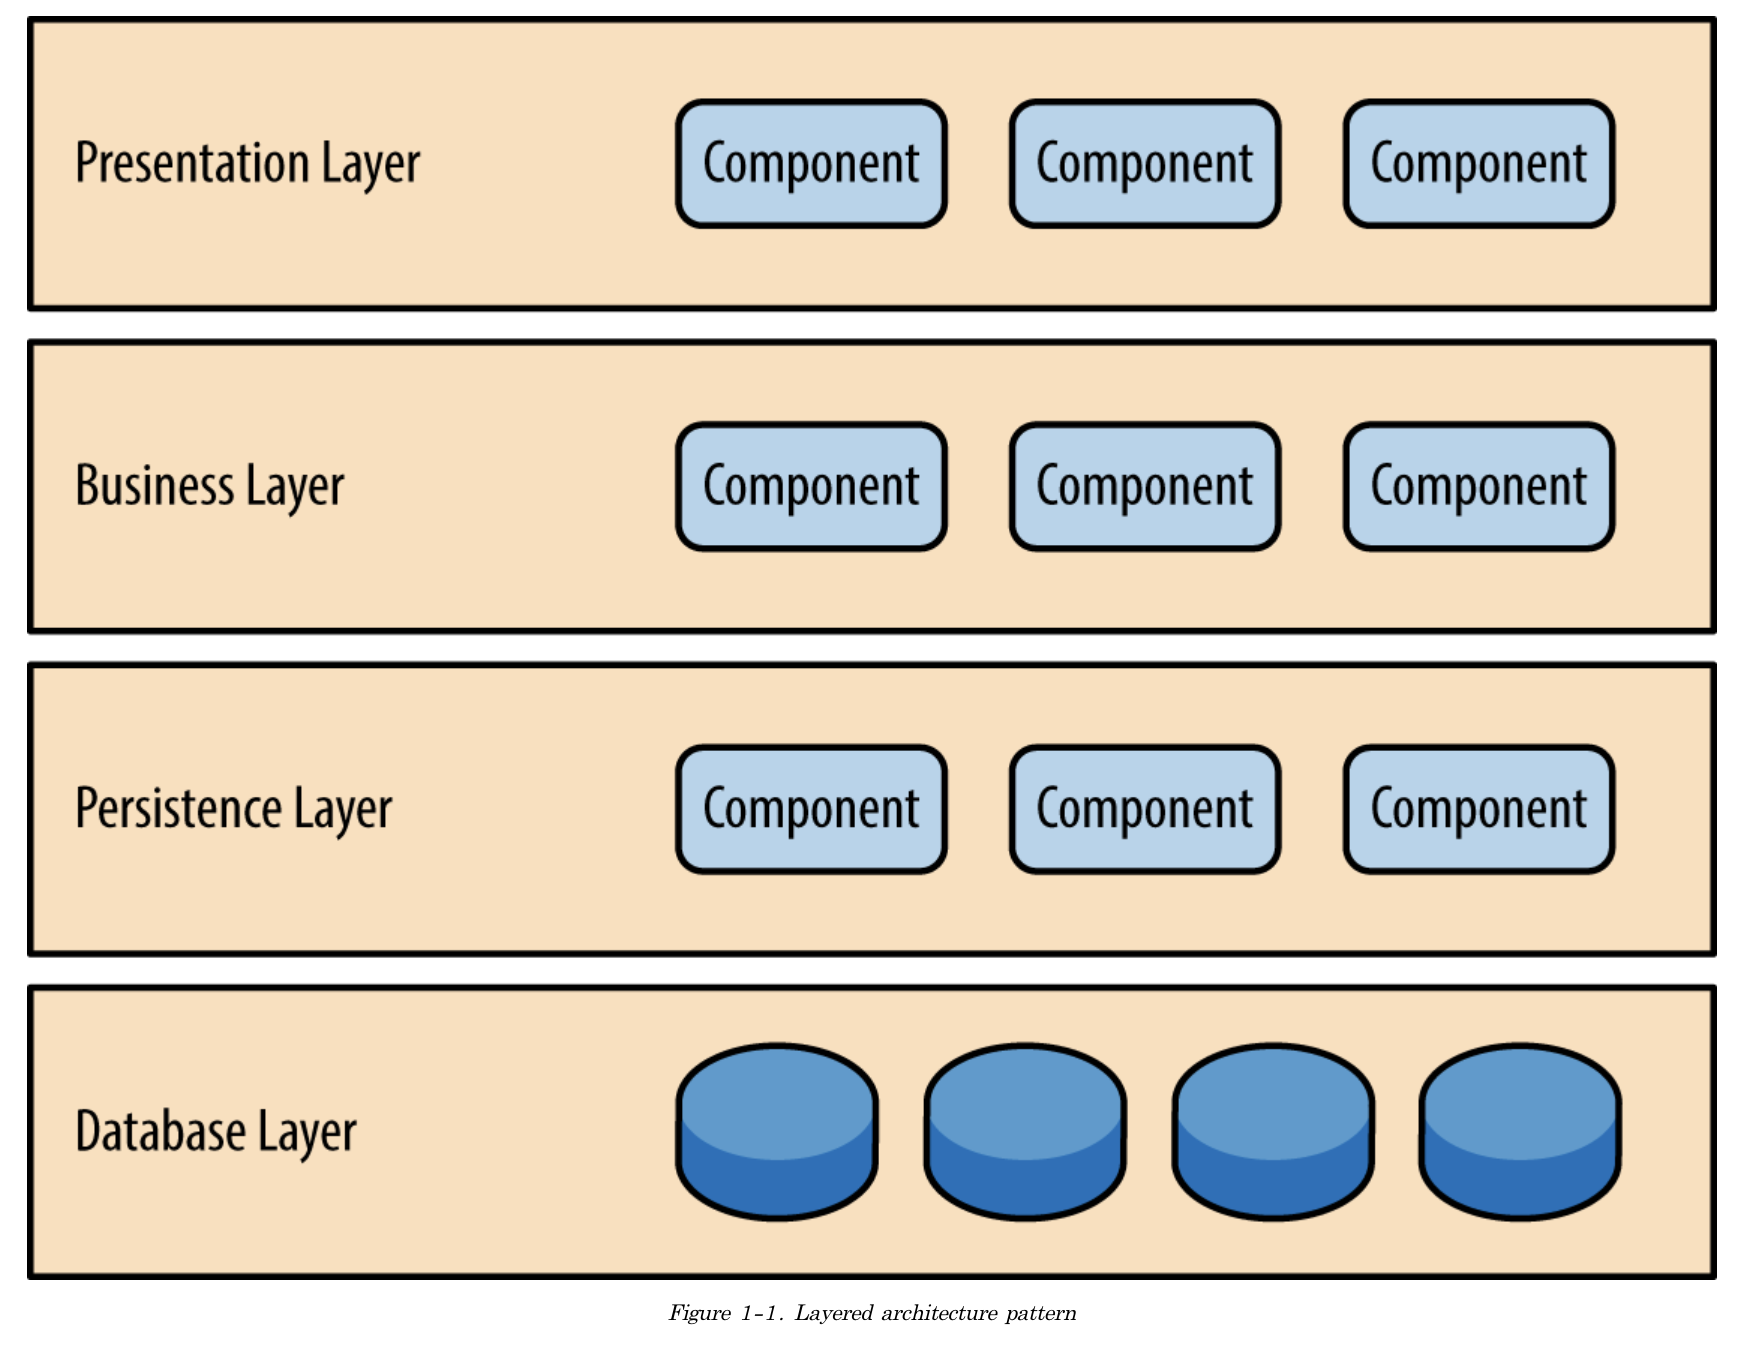 Presentation Layer
Component Component Component
Business Layer
Component Component Component
Persistence Layer
Component Component Component
Database Layer
Figure 1-1. Layered architecture pattern